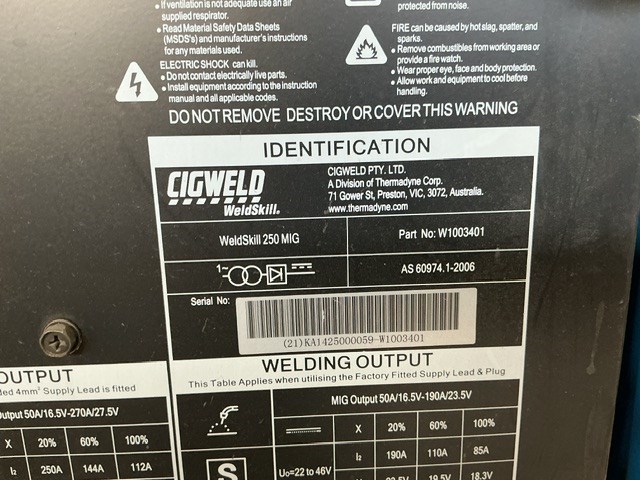 • If ventilation is not adequate use air
supplied respirator.
• Read Material Safety Data Sheets
(MSDS's) and manufacturer's instructions
for any materials used.
ELECTRIC SHOCK can kill.
• Do not contact electrically live parts.
• Install equipment according to the instruction
manual and all applicable codes.
protected from noise.
FIRE can be caused by hot slag, spatter, and
sparks.
• Remove combustibles from working area or
provide a fire watch.
• Wear proper eye, face and body protection.
• Allow work and equipment to cool before
handling.
DO NOT REMOVE DESTROY OR COVER THIS WARNING
IDENTIFICATION
CIGWELD
WeldSkill.
CIGWELD PTY. LTD.
A Division of Thermadyne Corp.
71 Gower St, Preston, VIC, 3072, Australia.
www.thermadyne.com
WeldSkill 250 MIG
Part No: W1003401
1~
AS 60974.1-2006
Serial No:
(21)KA1425000059-W1003401
OUTPUT
4mm² Supply Lead is fitted
Output 50A/16.5V-270A/27.5V
X 20% 60% 100%
I₂ 250A 144A 112A
WELDING OUTPUT
This Table Applies when utilising the Factory Fitted Supply Lead & Plug
MIG Output 50A/16.5V-190A/23.5V
X 20% 60% 100%
I₂ 190A 110A 85A
S
U₀=22 to 46V
19.5V 18.3V